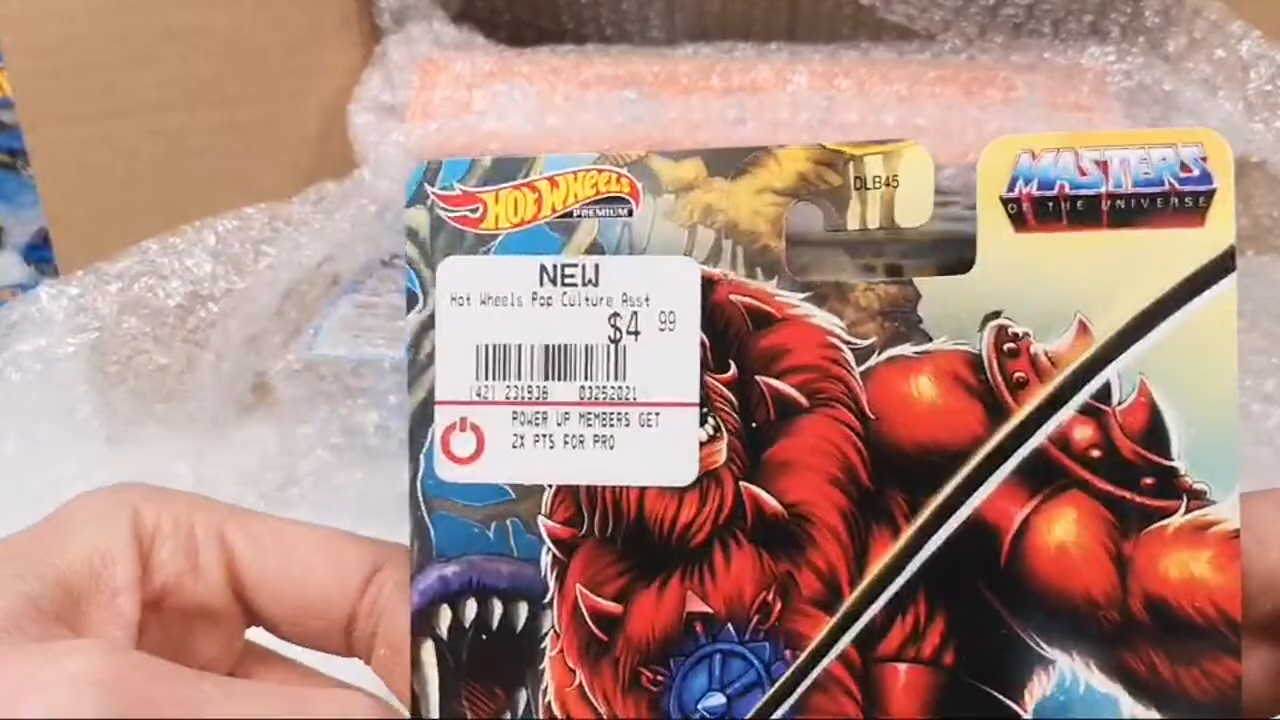 HOT WHEELS
PREMIUM
DLB45
MASTERS
OF THE UNIVERSE
NEW
Hot Wheels Pop Culture Asst
$4 99
(42) 231938 03252021
POWER UP MEMBERS GET
2X PTS FOR PRO